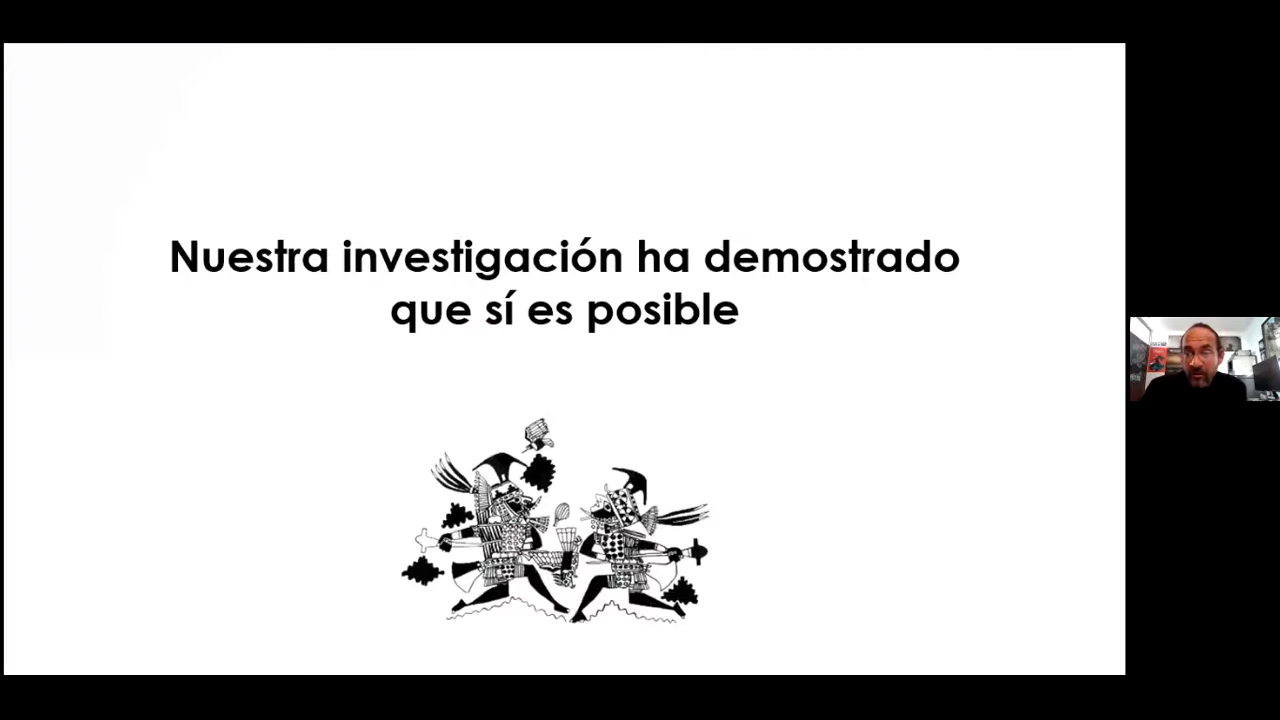 Nuestra investigación ha demostrado
que sí es posible